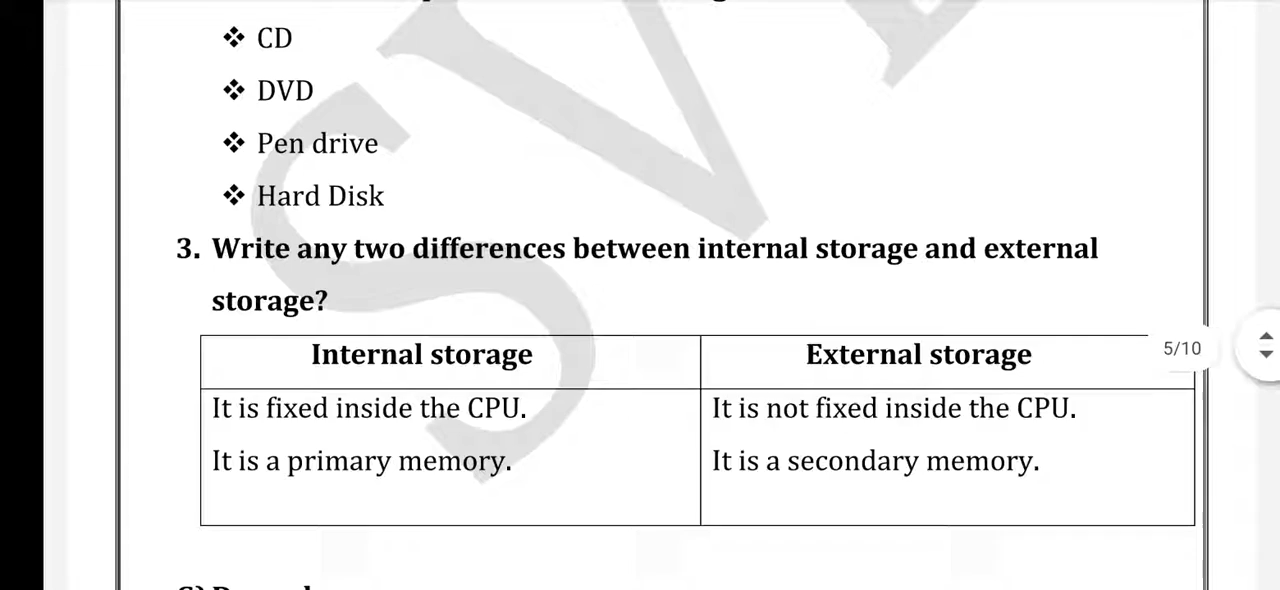 ❖ CD
❖ DVD
❖ Pen drive
❖ Hard Disk
3. Write any two differences between internal storage and external
storage?
Internal storage External storage
5/10
It is fixed inside the CPU. It is not fixed inside the CPU.
It is a primary memory. It is a secondary memory.